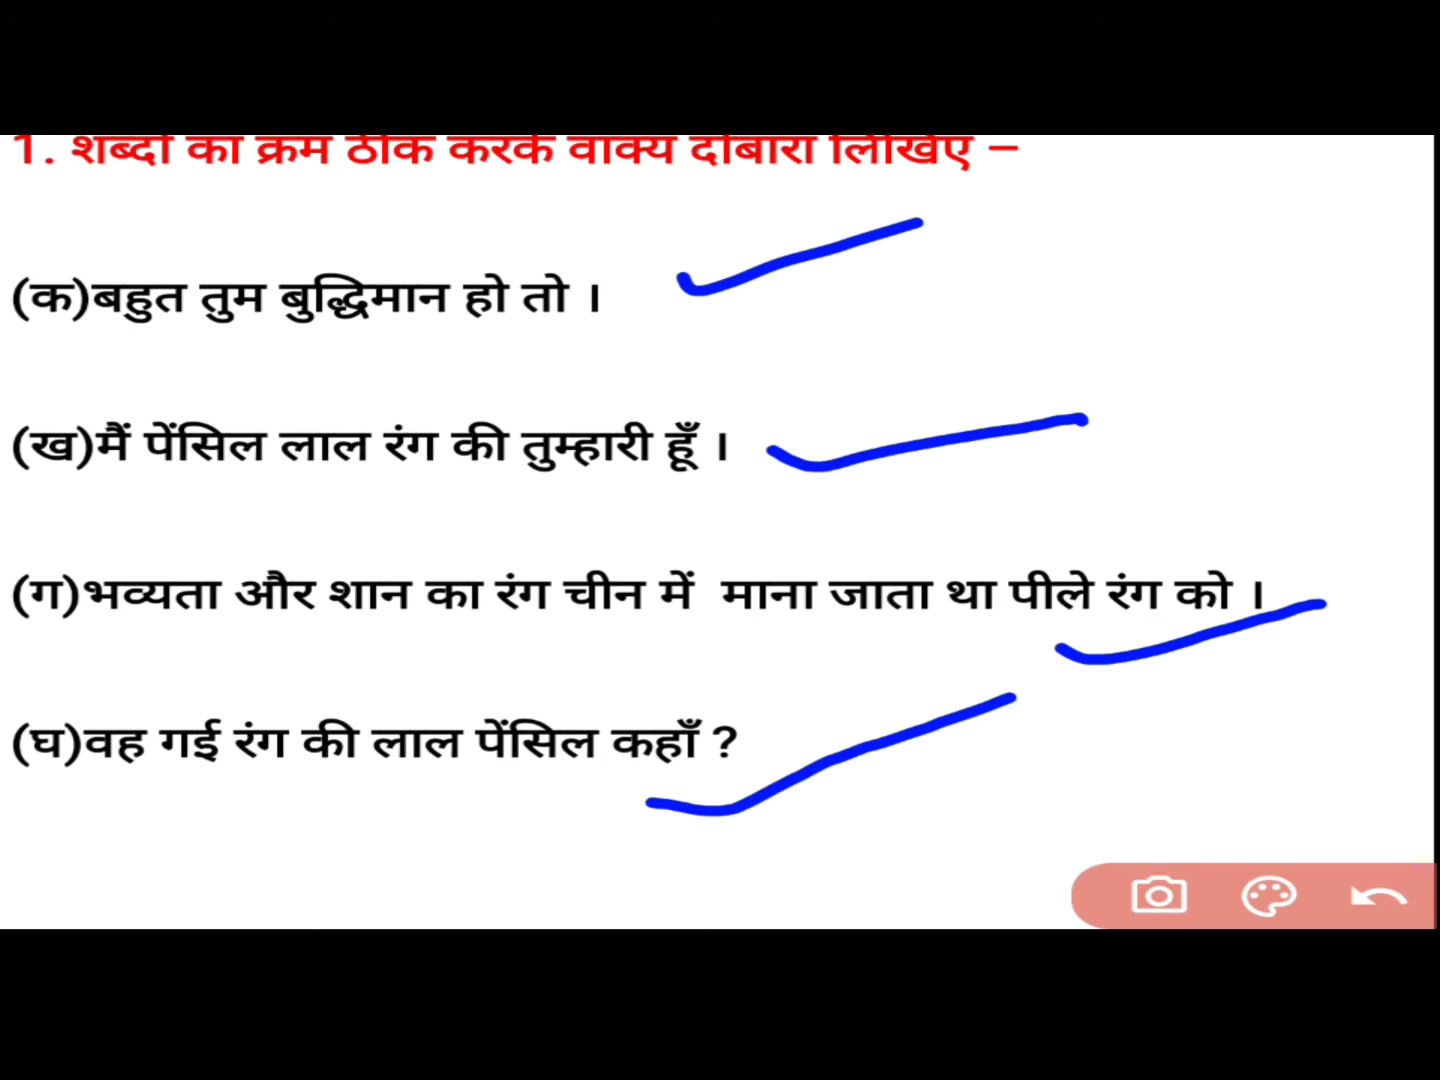 1. शब्दों का क्रम ठीक करके वाक्य दोबारा लिखिए –
(क)बहुत तुम बुद्धिमान हो तो ।
(ख)मैं पेंसिल लाल रंग की तुम्हारी हूँ ।
(ग)भव्यता और शान का रंग चीन में माना जाता था पीले रंग को ।
(घ)वह गई रंग की लाल पेंसिल कहाँ ?